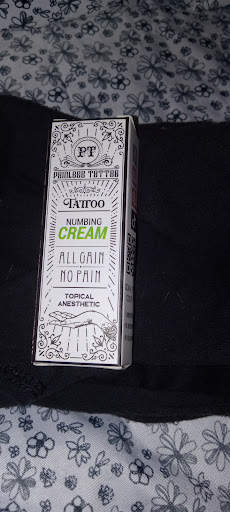 PT
PAINLESS TATTOO
TATTOO
NUMBING
CREAM
ALL GAIN
NO PAIN
TOPICAL
ANESTHETIC